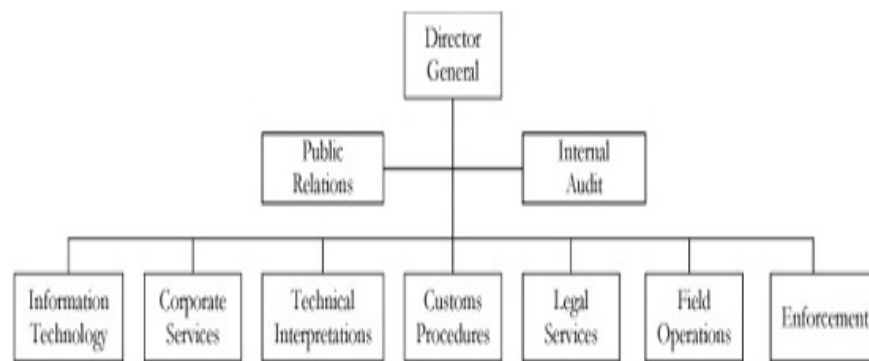 Director
General
Public
Relations
Internal
Audit
Information
Technology
Corporate
Services
Technical
Interpretations
Customs
Procedures
Legal
Services
Field
Operations
Enforcement